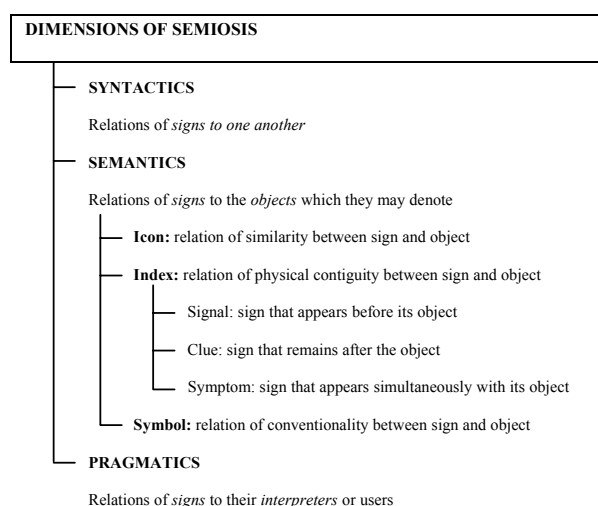 DIMENSIONS OF SEMIOSIS
SYNTACTICS
Relations of signs to one another
SEMANTICS
Relations of signs to the objects which they may denote
Icon: relation of similarity between sign and object
Index: relation of physical contiguity between sign and object
Signal: sign that appears before its object
Clue: sign that remains after the object
Symptom: sign that appears simultaneously with its object
Symbol: relation of conventionality between sign and object
PRAGMATICS
Relations of signs to their interpreters or users